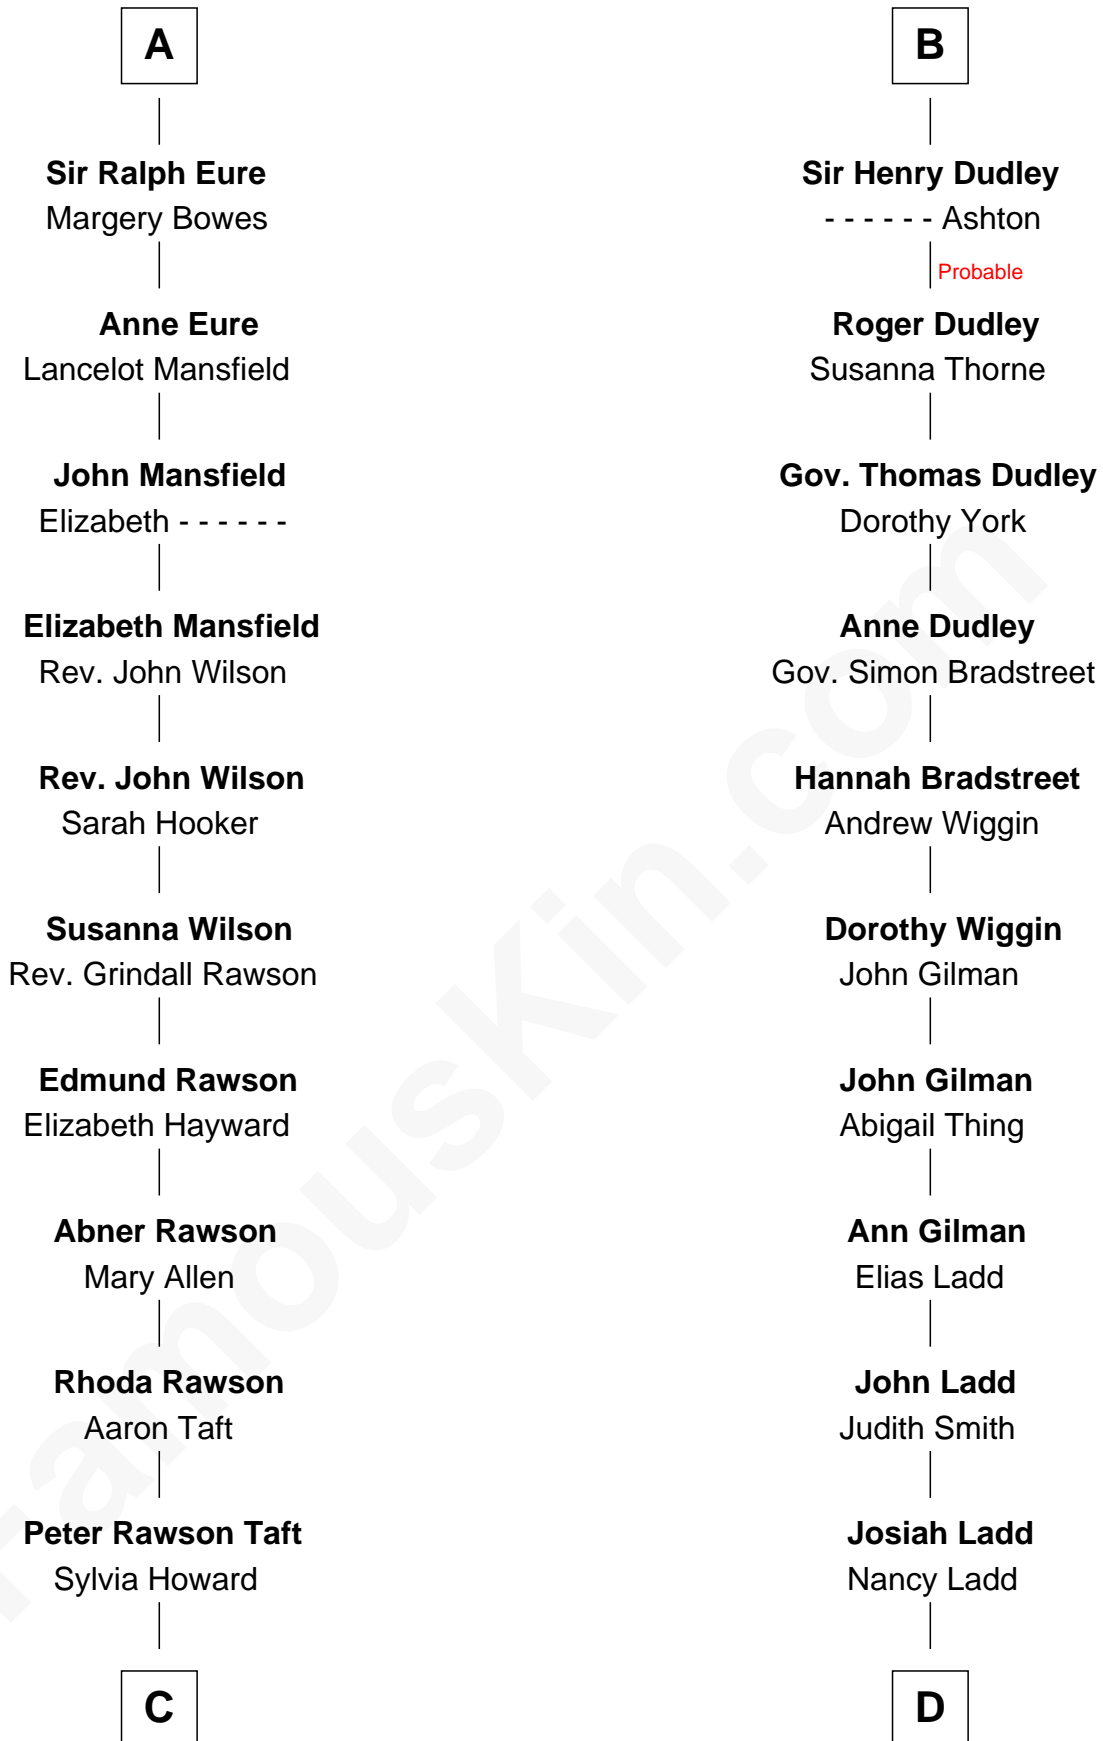 A
Sir Ralph Eure
Margery Bowes
Anne Eure
Lancelot Mansfield
John Mansfield
Elizabeth - - - - - -
Elizabeth Mansfield
Rev. John Wilson
Rev. John Wilson
Sarah Hooker
Susanna Wilson
Rev. Grindall Rawson
Edmund Rawson
Elizabeth Hayward
Abner Rawson
Mary Allen
Rhoda Rawson
Aaron Taft
Peter Rawson Taft
Sylvia Howard
C
B
Sir Henry Dudley
- - - - - - Ashton
Probable
Roger Dudley
Susanna Thorne
Gov. Thomas Dudley
Dorothy York
Anne Dudley
Gov. Simon Bradstreet
Hannah Bradstreet
Andrew Wiggin
Dorothy Wiggin
John Gilman
John Gilman
Abigail Thing
Ann Gilman
Elias Ladd
John Ladd
Judith Smith
Josiah Ladd
Nancy Ladd
D
FamousKin.com